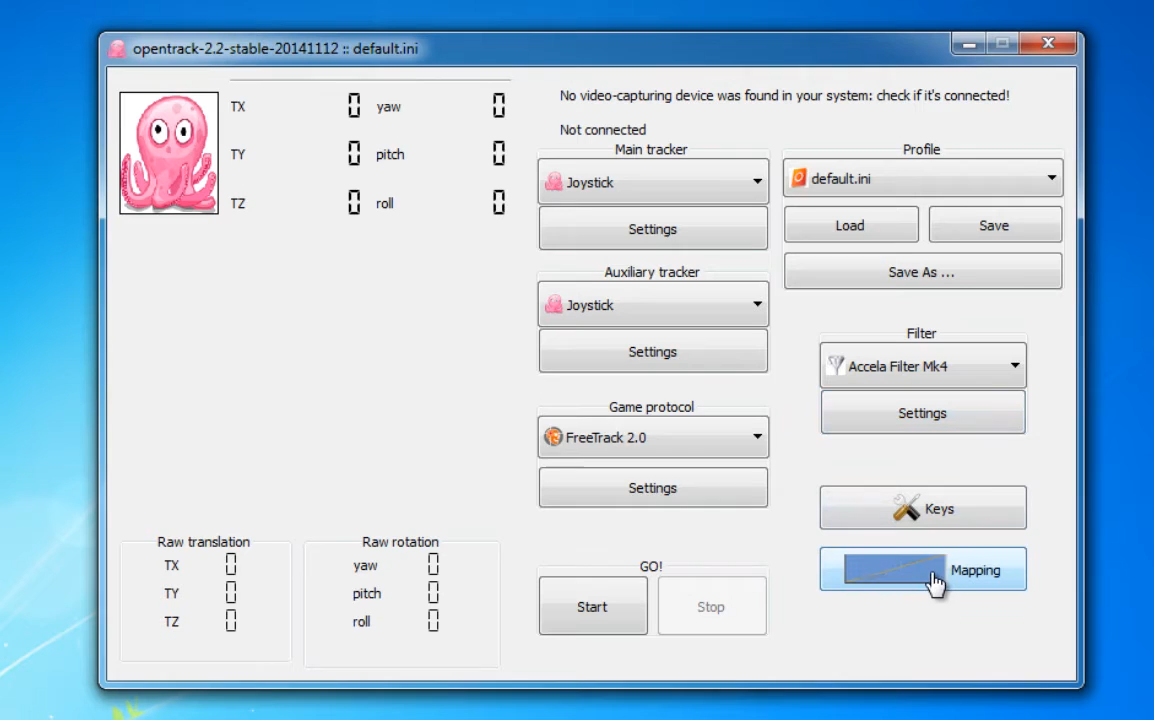 opentrack-2.2-stable-20141112 :: default.ini
TX 0 yaw 0
TY 0 pitch 0
TZ 0 roll 0
No video-capturing device was found in your system: check if it's connected!
Not connected
Main tracker
Joystick
Settings
Auxiliary tracker
Joystick
Settings
Game protocol
FreeTrack 2.0
Settings
Profile
default.ini
Load
Save
Save As ...
Filter
Accela Filter Mk4
Settings
Keys
Mapping
Raw translation
TX 0
TY 0
TZ 0
Raw rotation
yaw 0
pitch 0
roll 0
GO!
Start
Stop